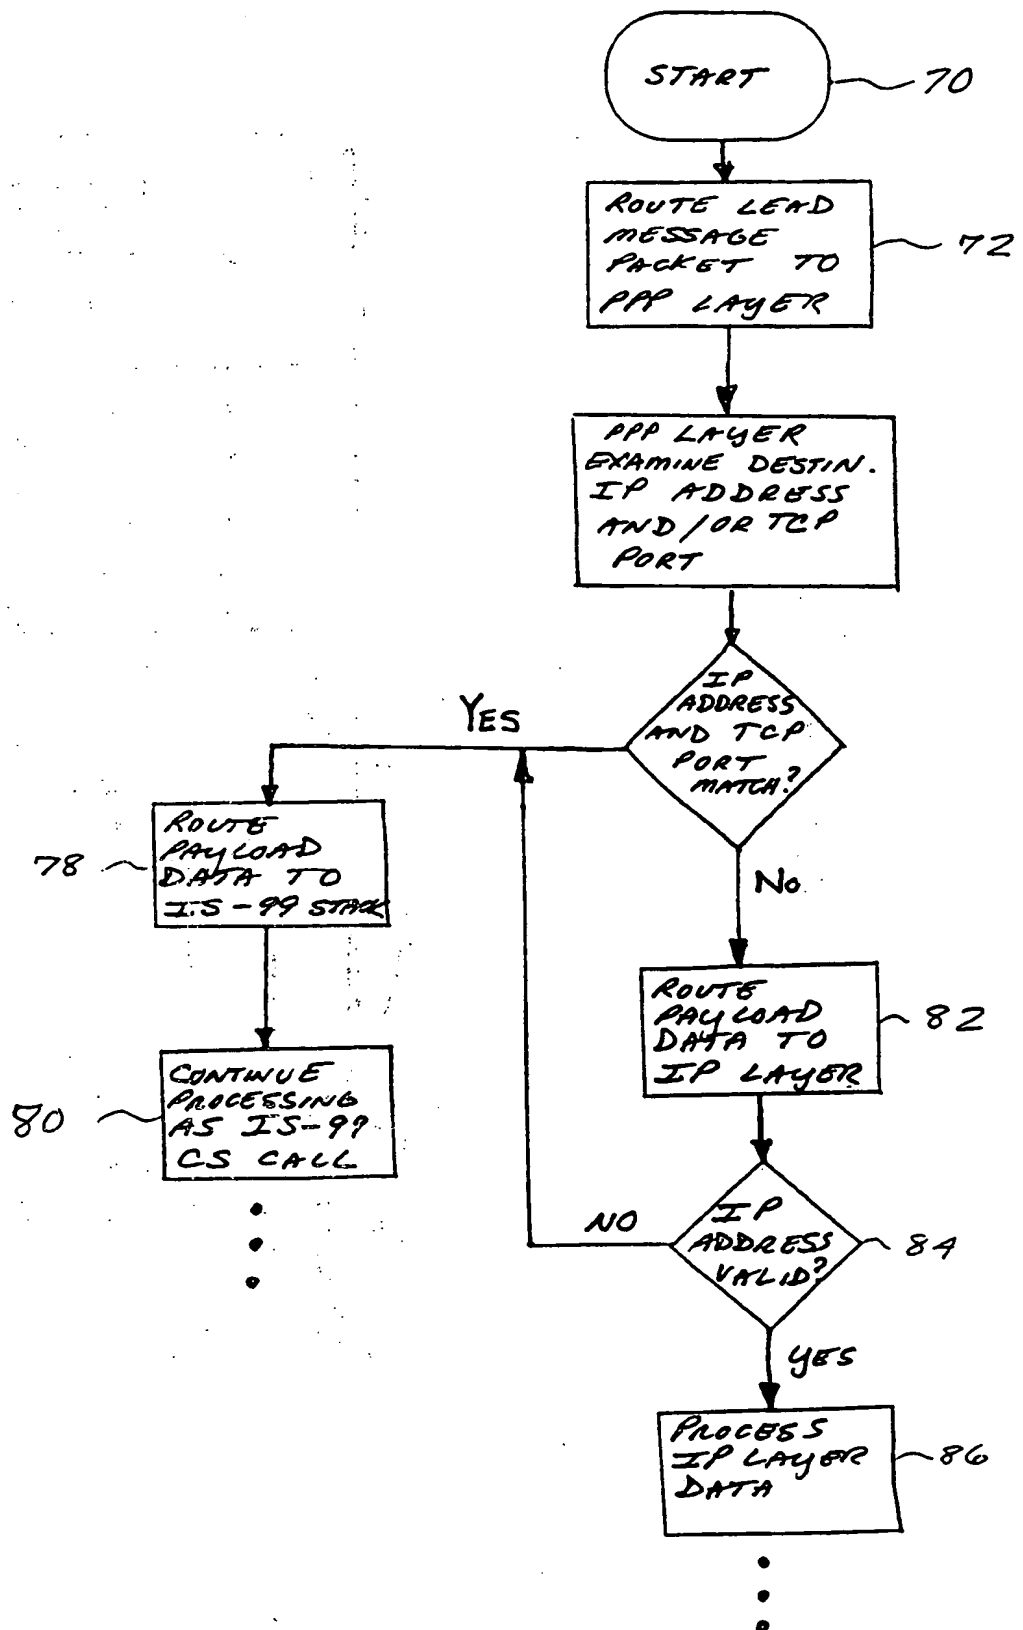 START
70
ROUTE LEAD
MESSAGE
PACKET TO
PPP LAYER
72
PPP LAYER
EXAMINE DESTIN.
IP ADDRESS
AND/OR TCP
PORT
IP
ADDRESS
AND TCP
PORT
MATCH?
YES
No
ROUTE
PAYLOAD
DATA TO
IS-99 STACK
78
CONTINUE
PROCESSING
AS IS-99
CS CALL
80
ROUTE
PAYLOAD
DATA TO
IP LAYER
82
IP
ADDRESS
VALID?
84
NO
YES
PROCESS
IP LAYER
DATA
86